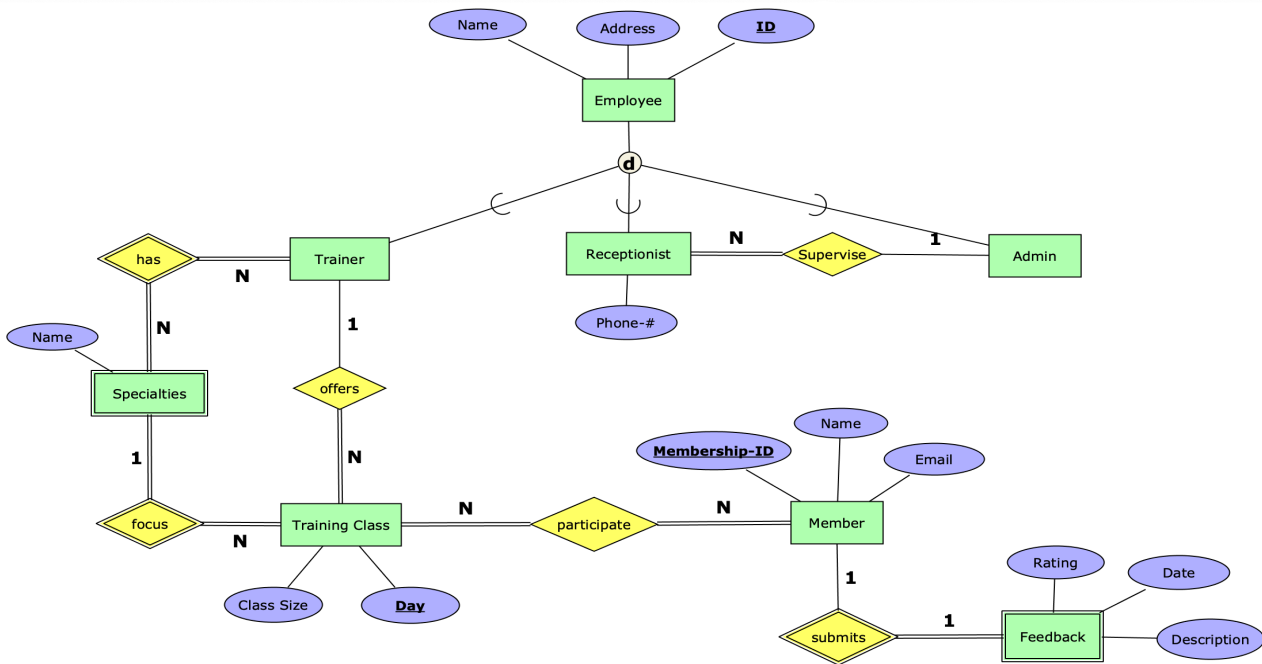 Name
Address
ID
Employee
d
has
N
Trainer
Receptionist
N
Supervise
1
Admin
N
1
Phone-#
Name
Specialties
offers
1
N
Name
Membership-ID
Email
focus
N
Training Class
N
participate
N
Member
Class Size
Day
1
Rating
Date
submits
1
Feedback
Description